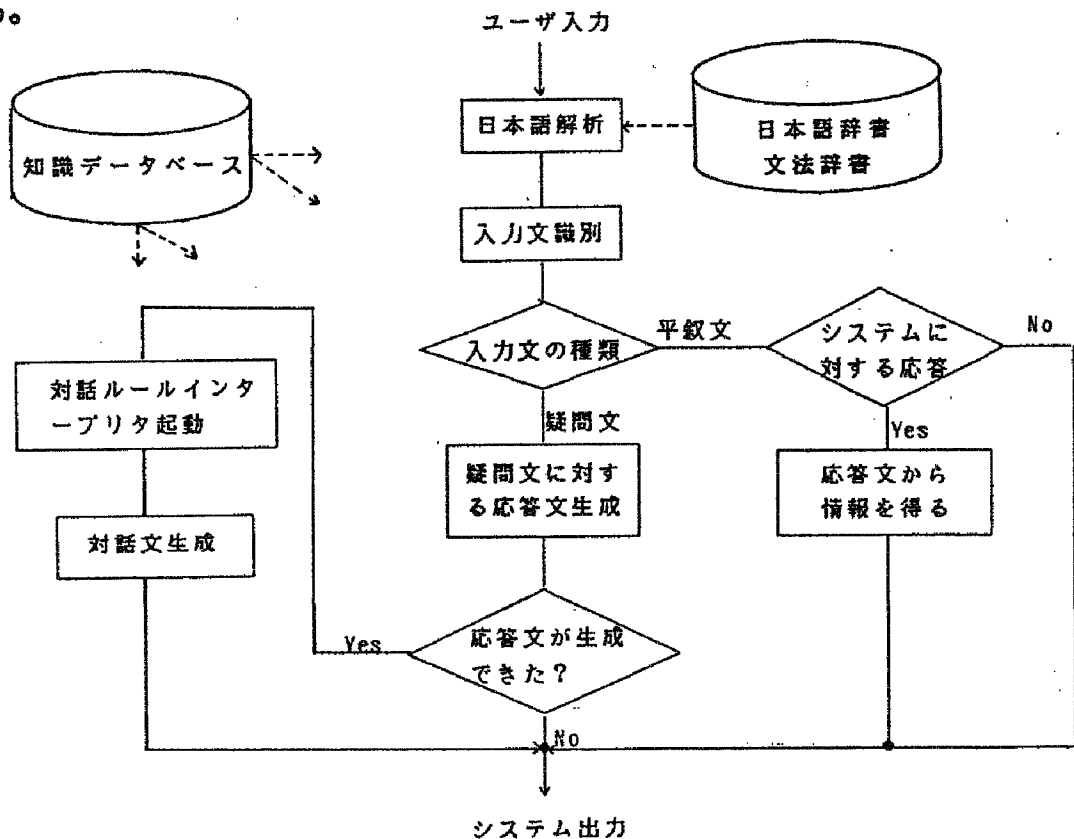 る。
ユーザ入力
日本語解析
日本語辞書
文法辞書
知識データベース
入力文識別
入力文の種類
平叙文
システムに
対する応答
No
対話ルールインタ
ープリタ起動
疑問文
Yes
疑問文に対す
る応答文生成
応答文から
情報を得る
対話文生成
応答文が生成
できた?
Yes
No
システム出力